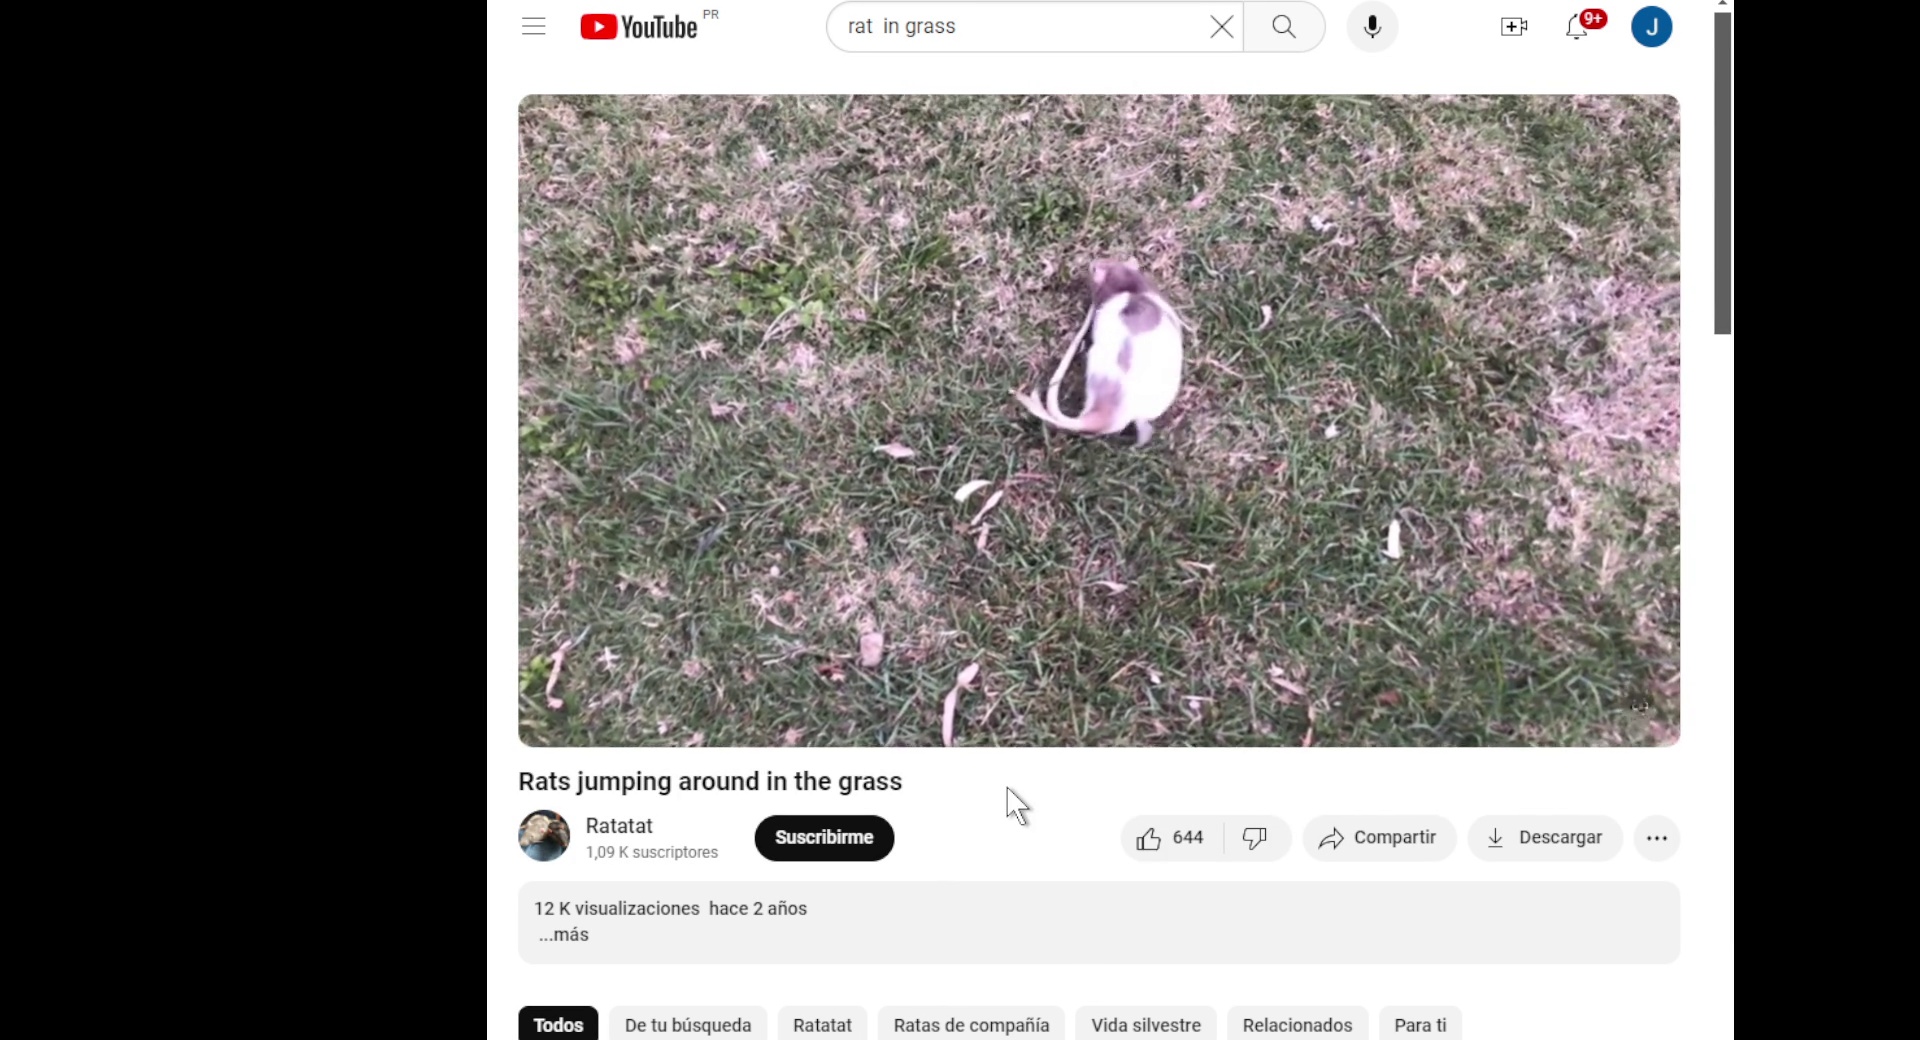 YouTube PR
rat in grass
9+
J
Rats jumping around in the grass
Ratatat
1,09 K suscriptores
Suscribirme
644
Compartir
Descargar
12 K visualizaciones hace 2 años
...más
Todos De tu búsqueda Ratatat Ratas de compañía Vida silvestre Relacionados Para ti